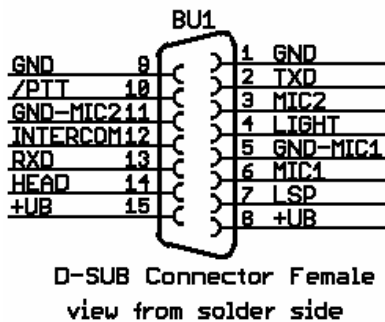 BU1
GND 9
/PTT 10
GND-MIC2 11
INTERCOM 12
RXD 13
HEAD 14
+UB 15
1 GND
2 TXD
3 MIC2
4 LIGHT
5 GND-MIC1
6 MIC1
7 LSP
8 +UB
D-SUB Connector Female
view from solder side